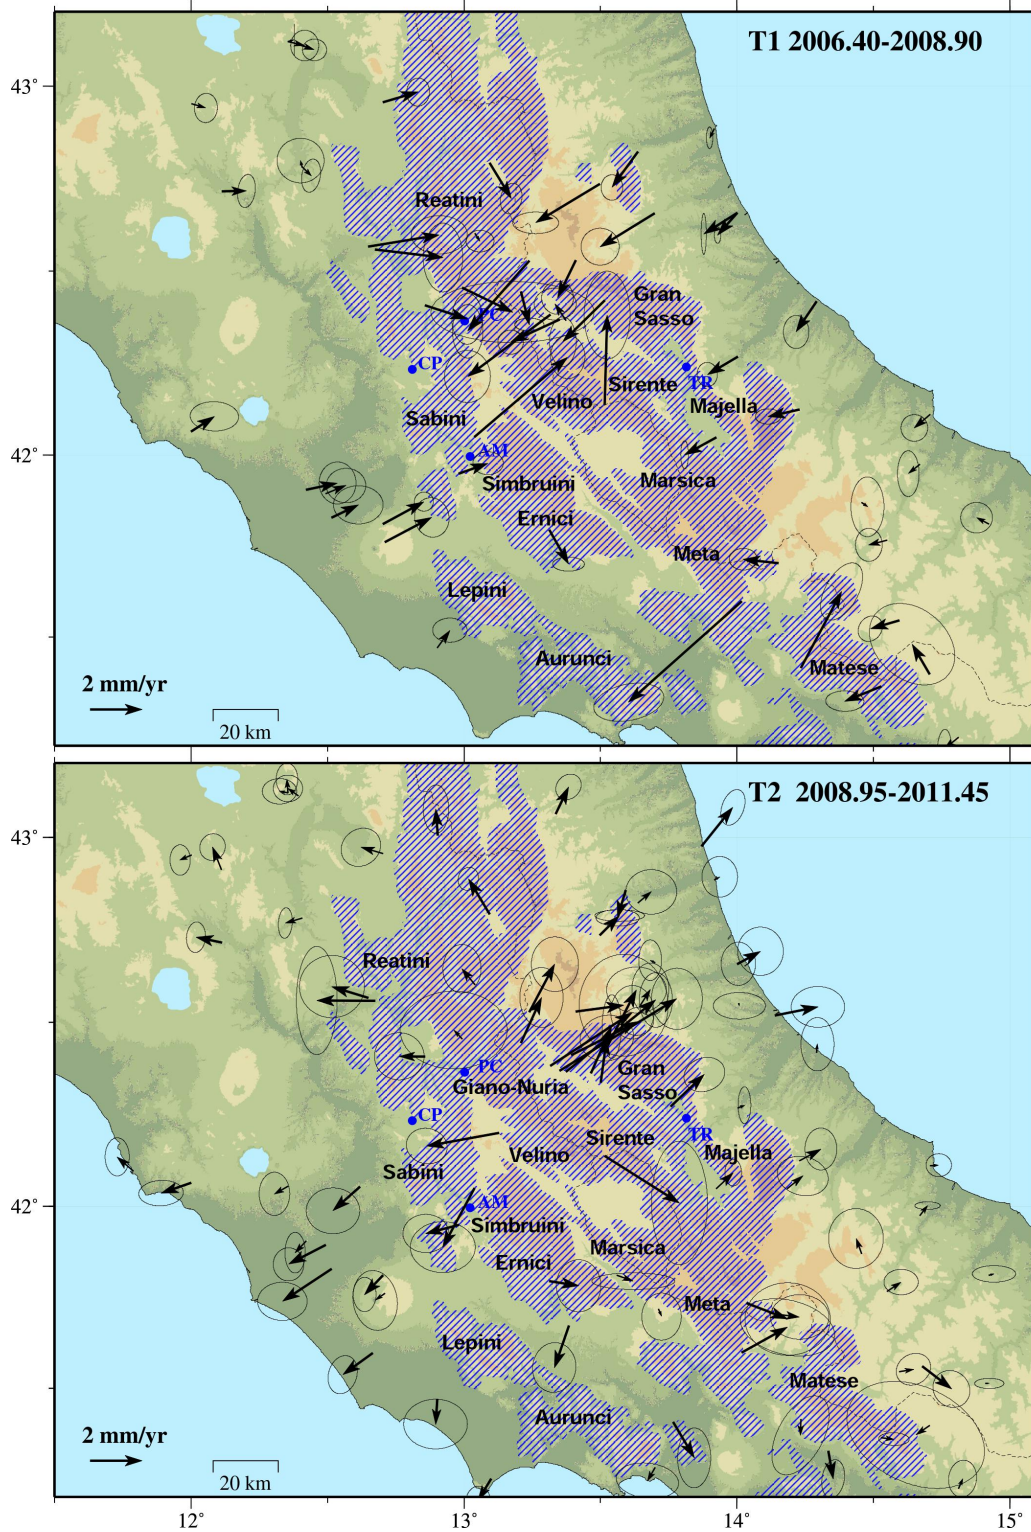 T1 2006.40-2008.90
43°
Reatini
Gran
Sasso
PC
CP
Sirente
TR
Velino
Majella
Sabini
42°
AM
Simbruini
Marsica
Ernici
Meta
Lepini
Aurunci
Matese
2 mm/yr
20 km
T2 2008.95-2011.45
43°
Reatini
PC
Giano-Nuria
Gran
Sasso
CP
Sirente
TR
Velino
Majella
Sabini
42°
AM
Simbruini
Marsica
Ernici
Meta
Lepini
Matese
Aurunci
2 mm/yr
20 km
12° 13° 14° 15°